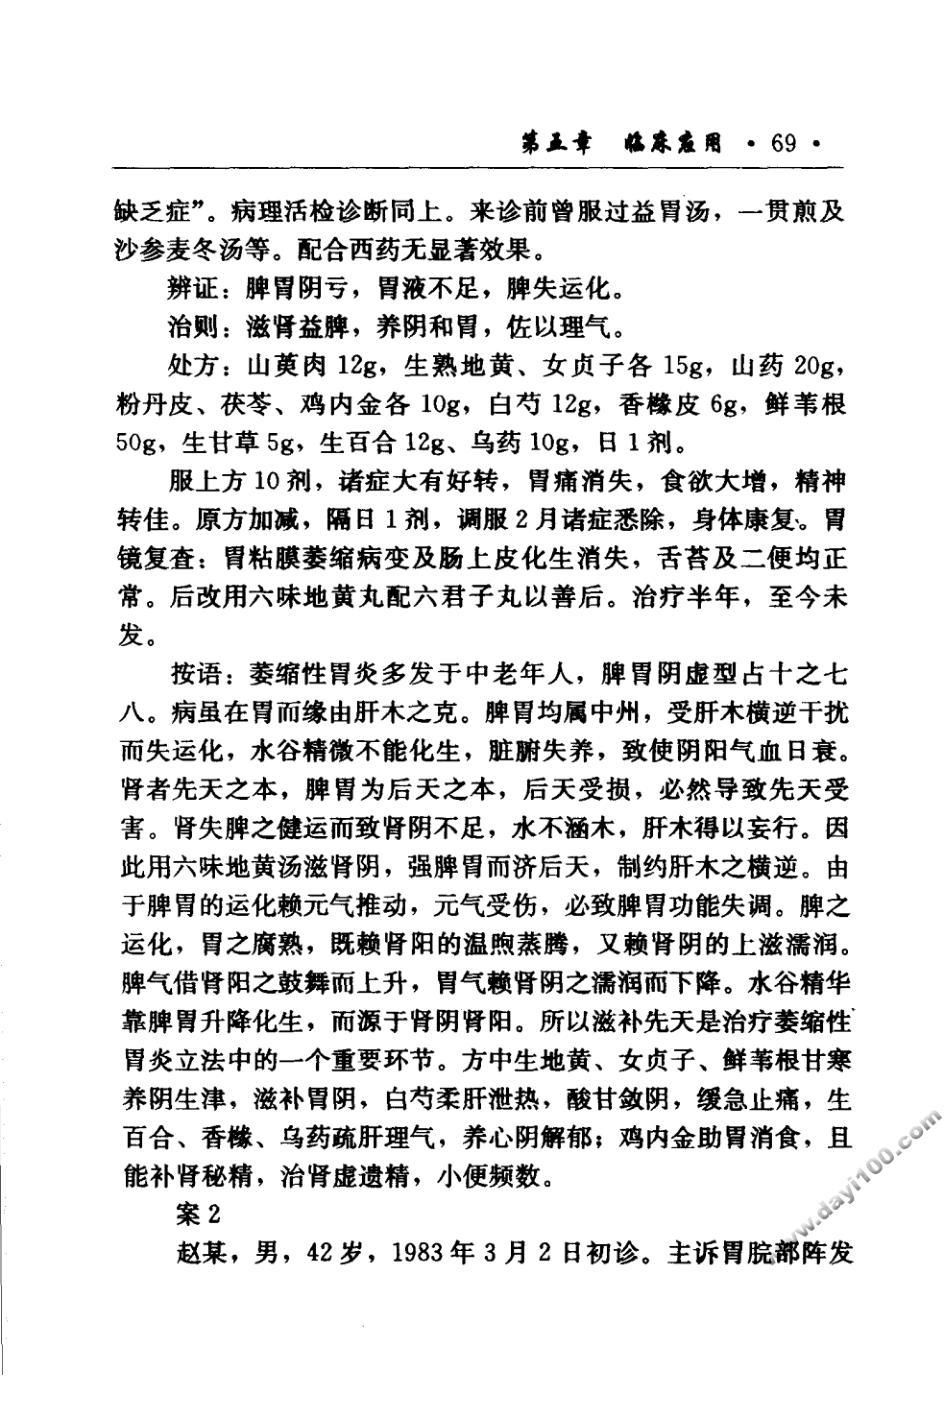 第五章 临床应用 · 69 ·
缺乏症”。病理活检诊断同上。来诊前曾服过益胃汤，一贯煎及
沙参麦冬汤等。配合西药无显著效果。
辨证：脾胃阴亏，胃液不足，脾失运化。
治则：滋肾益脾，养阴和胃，佐以理气。
处方：山萸肉 12g，生熟地黄、女贞子各 15g，山药 20g，
粉丹皮、茯苓、鸡内金各 10g，白芍 12g，香橼皮 6g，鲜苇根
50g，生甘草 5g，生百合 12g、乌药 10g，日 1 剂。
服上方 10 剂，诸症大有好转，胃痛消失，食欲大增，精神
转佳。原方加减，隔日 1 剂，调服 2 月诸症悉除，身体康复。胃
镜复查：胃粘膜萎缩病变及肠上皮化生消失，舌苔及二便均正
常。后改用六味地黄丸配六君子丸以善后。治疗半年，至今未
发。
按语：萎缩性胃炎多发于中老年人，脾胃阴虚型占十之七
八。病虽在胃而缘由肝木之克。脾胃均属中州，受肝木横逆干扰
而失运化，水谷精微不能化生，脏腑失养，致使阴阳气血日衰。
肾者先天之本，脾胃为后天之本，后天受损，必然导致先天受
害。肾失脾之健运而致肾阴不足，水不涵木，肝木得以妄行。因
此用六味地黄汤滋肾阴，强脾胃而济后天，制约肝木之横逆。由
于脾胃的运化赖元气推动，元气受伤，必致脾胃功能失调。脾之
运化，胃之腐熟，既赖肾阳的温煦蒸腾，又赖肾阴的上滋濡润。
脾气借肾阳之鼓舞而上升，胃气赖肾阴之濡润而下降。水谷精华
靠脾胃升降化生，而源于肾阴肾阳。所以滋补先天是治疗萎缩性
胃炎立法中的一个重要环节。方中生地黄、女贞子、鲜苇根甘寒
养阴生津，滋补胃阴，白芍柔肝泄热，酸甘敛阴，缓急止痛，生
百合、香橼、乌药疏肝理气，养心阴解郁；鸡内金助胃消食，且
能补肾秘精，治肾虚遗精，小便频数。
案 2
赵某，男，42 岁，1983 年 3 月 2 日初诊。主诉胃脘部阵发
www.dayi100.com